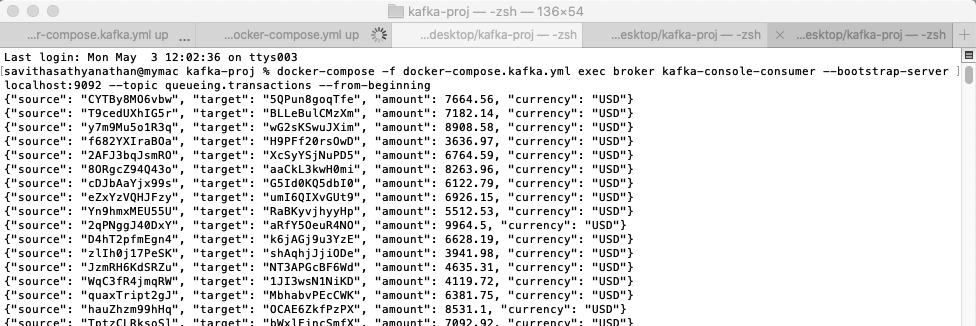 kafka-proj — -zsh — 136×54
...r-compose.kafka.yml up ... ...ocker-compose.yml up ...desktop/kafka-proj — -zsh ...esktop/kafka-proj — -zsh × ...esktop/kafka-proj — -zsh +
Last login: Mon May  3 12:02:36 on ttys003
[savithasathyanathan@mymac kafka-proj % docker-compose -f docker-compose.kafka.yml exec broker kafka-console-consumer --bootstrap-server ]
localhost:9092 --topic queueing.transactions --from-beginning
{"source": "CYTBy8MO6vbw", "target": "5QPun8goqTfe", "amount": 7664.56, "currency": "USD"}
{"source": "T9cedUXhIG5r", "target": "BLLeBulCMzXm", "amount": 7182.14, "currency": "USD"}
{"source": "y7m9Mu5o1R3q", "target": "wG2sKSwuJXim", "amount": 8908.58, "currency": "USD"}
{"source": "f682YXIraBOa", "target": "H9PFf20rsOwD", "amount": 3636.97, "currency": "USD"}
{"source": "2AFJ3bqJsmRO", "target": "XcSyYSjNuPD5", "amount": 6764.59, "currency": "USD"}
{"source": "8ORgcZ94Q43o", "target": "aaCkL3kwH0mi", "amount": 8263.96, "currency": "USD"}
{"source": "cDJbAaYjx99s", "target": "G5Id0KQ5dbI0", "amount": 6122.79, "currency": "USD"}
{"source": "eZxYzVQHJFzy", "target": "umI6QIXvGUt9", "amount": 6926.15, "currency": "USD"}
{"source": "Yn9hmxMEU55U", "target": "RaBKyvjhyyHp", "amount": 5512.53, "currency": "USD"}
{"source": "2qPNggJ40DxY", "target": "aRfY5OeuR4NO", "amount": 9964.5, "currency": "USD"}
{"source": "D4hT2pfmEgn4", "target": "k6jAGj9u3YzE", "amount": 6628.19, "currency": "USD"}
{"source": "zlIh0j17PeSK", "target": "shAqhjJjiODe", "amount": 3941.98, "currency": "USD"}
{"source": "JzmRH6KdSRZu", "target": "NT3APGcBF6Wd", "amount": 4635.31, "currency": "USD"}
{"source": "WqC3fR4jmqRW", "target": "1JI3wsN1NiKD", "amount": 4119.72, "currency": "USD"}
{"source": "quaxTript2gJ", "target": "MbhabvPEcCWK", "amount": 6381.75, "currency": "USD"}
{"source": "hauZhzm99hHq", "target": "OCAE6ZkfPzPX", "amount": 8531.1, "currency": "USD"}
{"source": "TptzCLRksoSl", "target": "bWxlEincSmfX", "amount": 7092.92, "currency": "USD"}